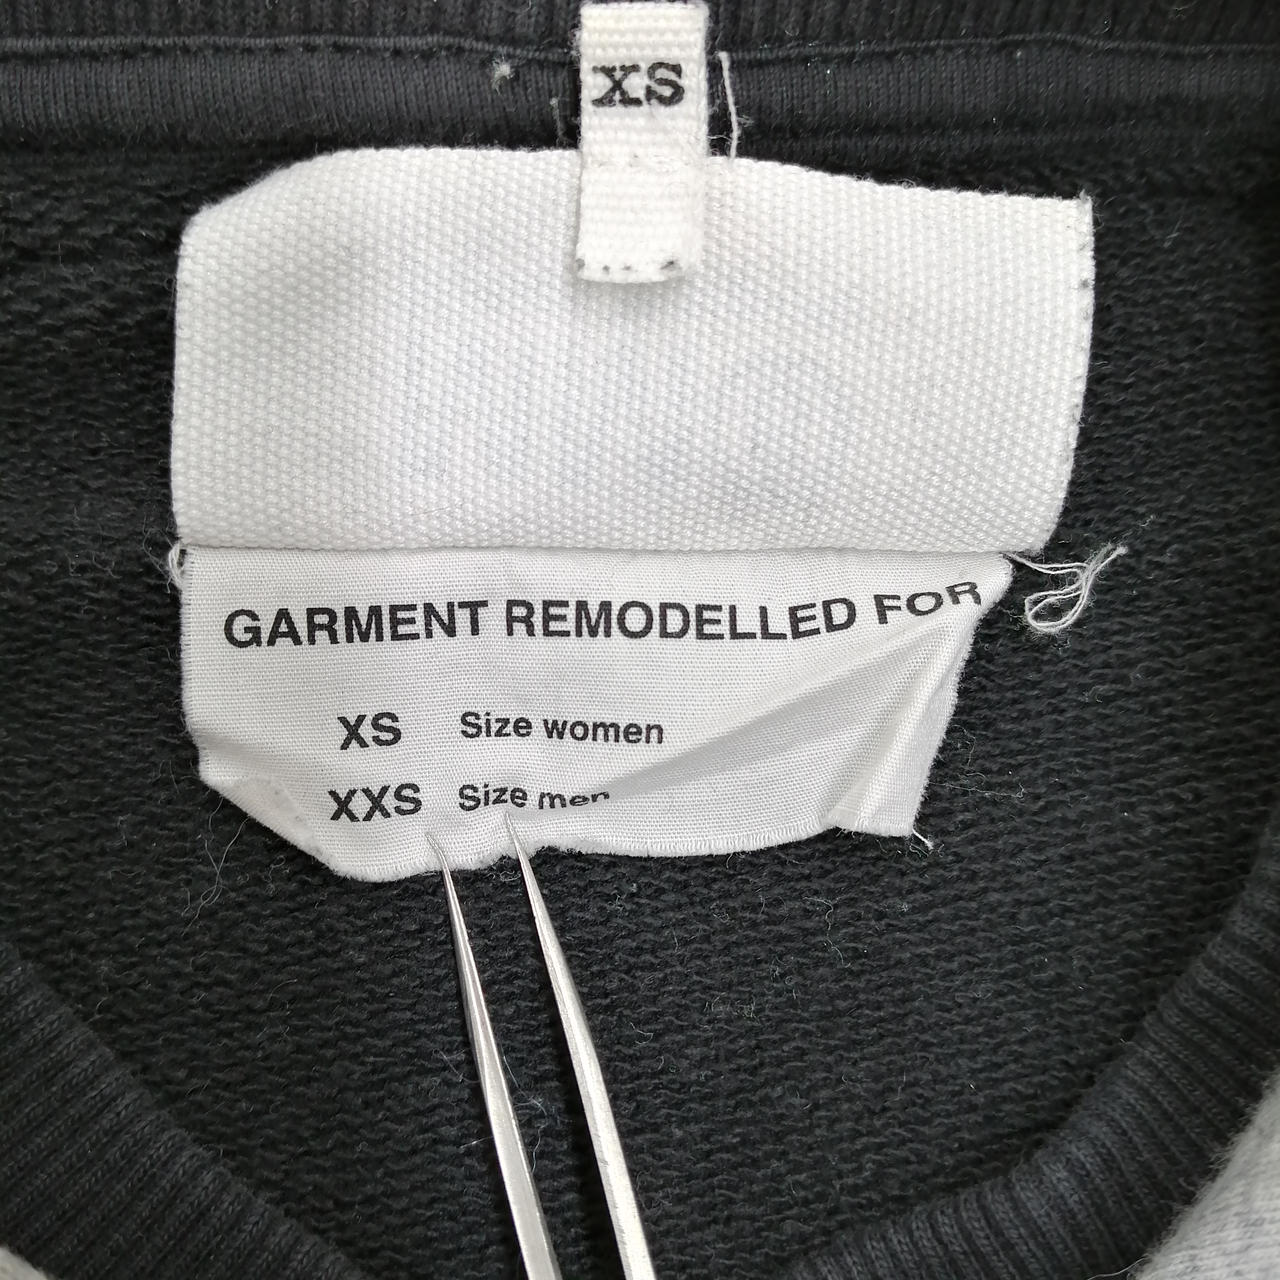 XS
GARMENT REMODELLED FOR
XS Size women
XXS Size men